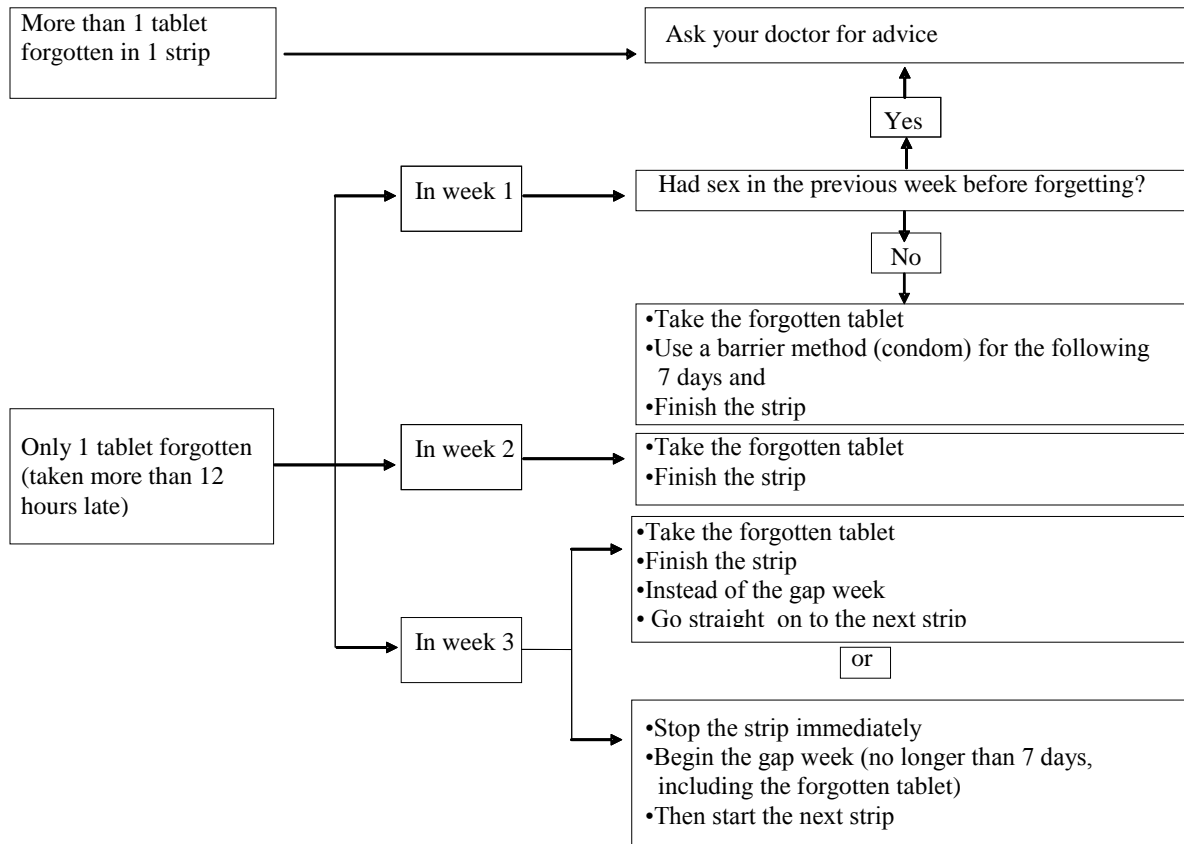 More than 1 tablet
forgotten in 1 strip
Ask your doctor for advice
Yes
In week 1
Had sex in the previous week before forgetting?
No
•Take the forgotten tablet
•Use a barrier method (condom) for the following
7 days and
•Finish the strip
Only 1 tablet forgotten
(taken more than 12
hours late)
In week 2
•Take the forgotten tablet
•Finish the strip
In week 3
•Take the forgotten tablet
•Finish the strip
•Instead of the gap week
• Go straight on to the next strip
or
•Stop the strip immediately
•Begin the gap week (no longer than 7 days,
including the forgotten tablet)
•Then start the next strip